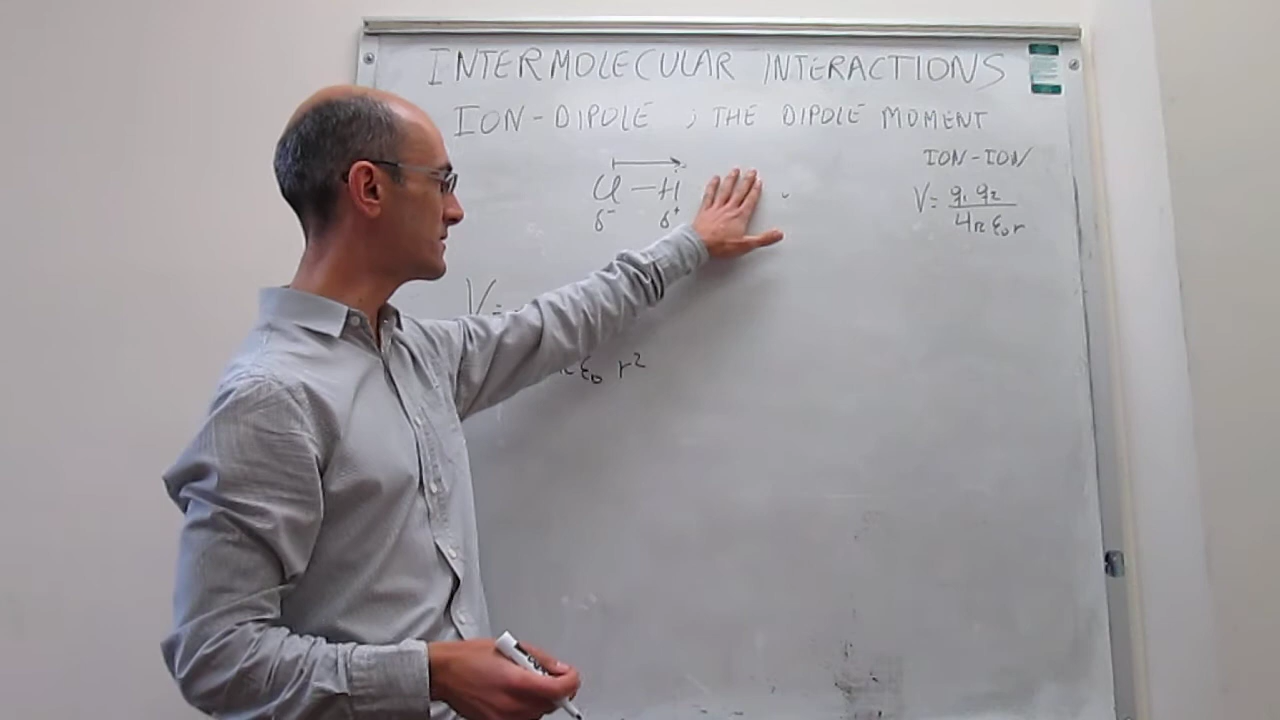 INTERMOLECULAR INTERACTIONS
ION-DIPOLE ; THE DIPOLE MOMENT
ION-ION
Cl—H
δ- δ+
V= q1 q2
4π ε0 r
V=
ε0 r2